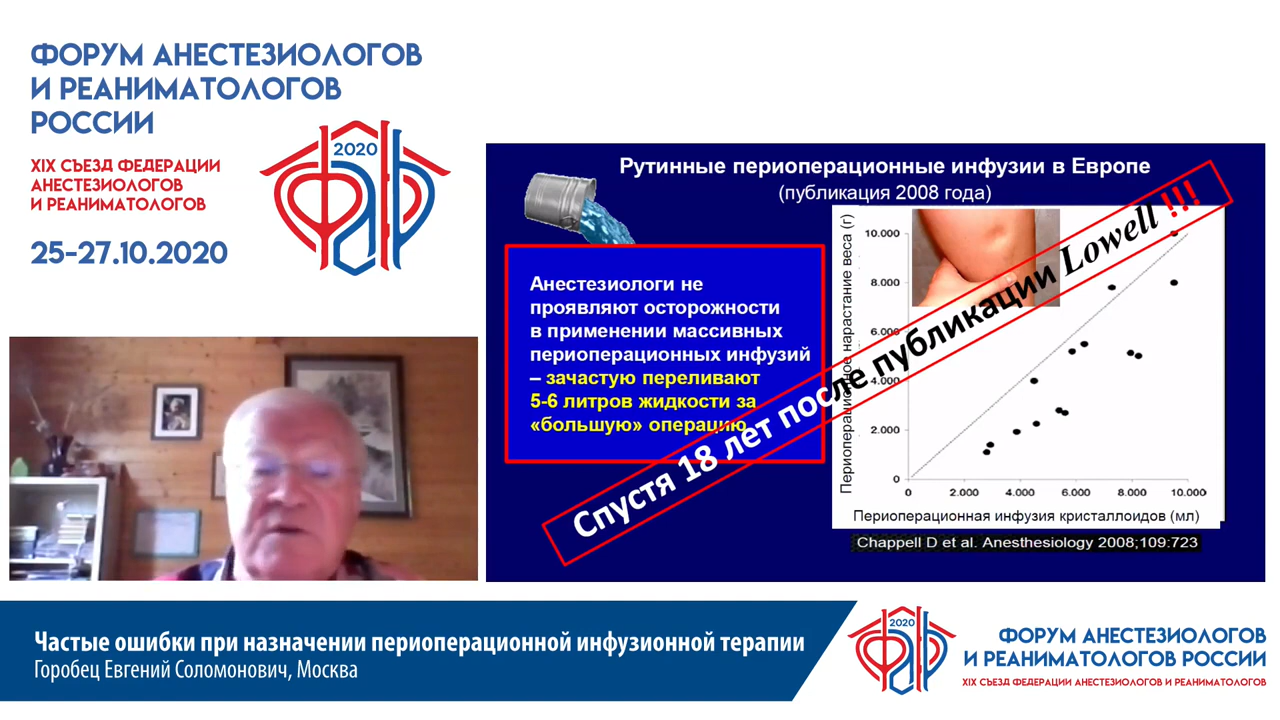 ФОРУМ АНЕСТЕЗИОЛОГОВ
И РЕАНИМАТОЛОГОВ
РОССИИ
XIX СЪЕЗД ФЕДЕРАЦИИ
АНЕСТЕЗИОЛОГОВ
И РЕАНИМАТОЛОГОВ
25-27.10.2020
2020
Рутинные периоперационные инфузии в Европе
(публикация 2008 года)
Анестезиологи не
проявляют осторожности
в применении массивных
периоперационных инфузий
– зачастую переливают
5-6 литров жидкости за
«большую» операцию
Спустя 18 лет после публикации Lowell !!!
Периоперационное нарастание веса (г)
10.000
8.000
6.000
4.000
2.000
0
0 2.000 4.000 6.000 8.000 10.000
Периоперационная инфузия кристаллоидов (мл)
Chappell D et al. Anesthesiology 2008;109:723
Частые ошибки при назначении периоперационной инфузионной терапии
Горобец Евгений Соломонович, Москва
2020
ФОРУМ АНЕСТЕЗИОЛОГОВ
И РЕАНИМАТОЛОГОВ РОССИИ
XIX СЪЕЗД ФЕДЕРАЦИИ АНЕСТЕЗИОЛОГОВ И РЕАНИМАТОЛОГОВ